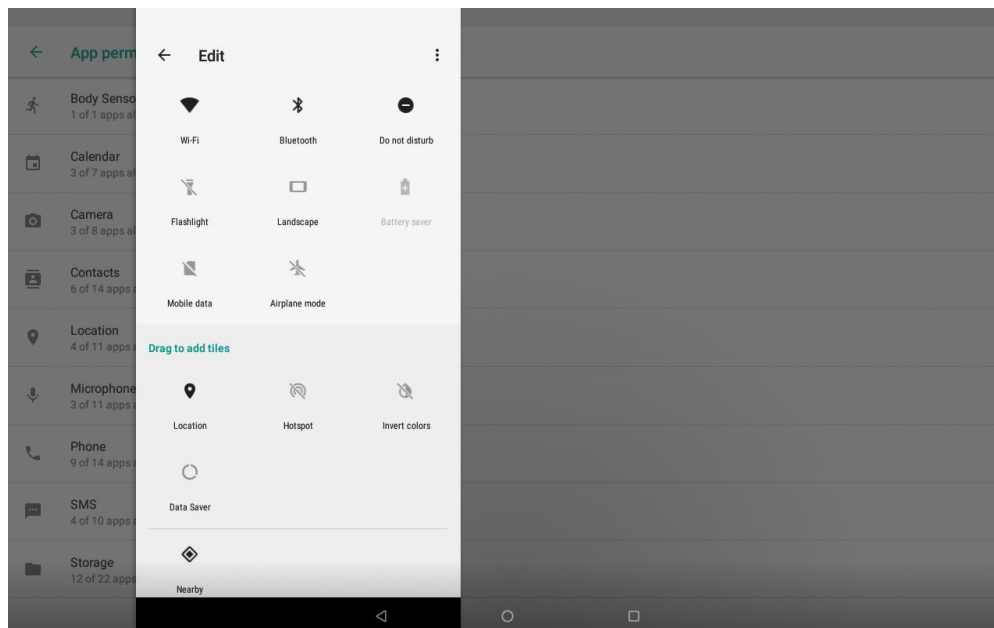 App perm
Edit
Body Senso
1 of 1 apps al
Calendar
3 of 7 apps al
Camera
3 of 8 apps al
Contacts
6 of 14 apps a
Location
4 of 11 apps a
Microphone
3 of 11 apps a
Phone
9 of 14 apps a
SMS
4 of 10 apps a
Storage
12 of 22 apps
Wi-Fi
Bluetooth
Do not disturb
Flashlight
Landscape
Battery saver
Mobile data
Airplane mode
Drag to add tiles
Location
Hotspot
Invert colors
Data Saver
Nearby